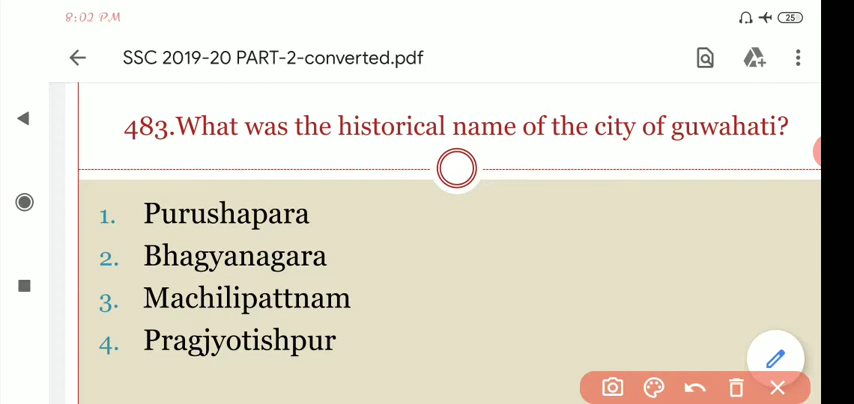 8:02 PM
25
SSC 2019-20 PART-2-converted.pdf
483.What was the historical name of the city of guwahati?
1. Purushapara
2. Bhagyanagara
3. Machilipattnam
4. Pragjyotishpur